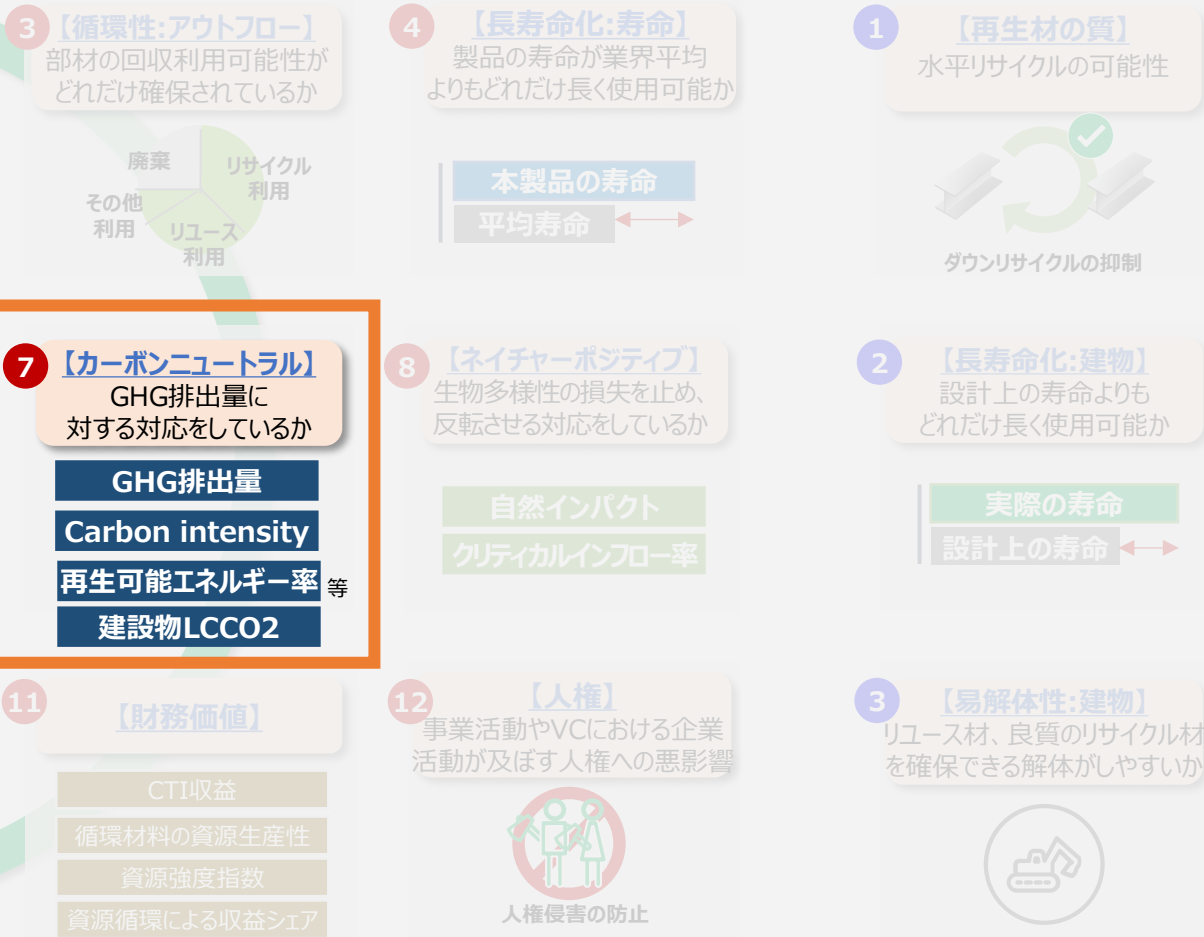 3 【循環性:アウトフロー】
部材の回収利用可能性が
どれだけ確保されているか
廃棄
リサイクル
利用
その他
利用
リユース
利用
4 【長寿命化:寿命】
製品の寿命が業界平均
よりもどれだけ長く使用可能か
本製品の寿命
平均寿命
1 【再生材の質】
水平リサイクルの可能性
ダウンリサイクルの抑制
7 【カーボンニュートラル】
GHG排出量に
対する対応をしているか
GHG排出量
Carbon intensity
再生可能エネルギー率 等
建設物LCCO2
8 【ネイチャーポジティブ】
生物多様性の損失を止め、
反転させる対応をしているか
自然インパクト
クリティカルインフロー率
2 【長寿命化:建物】
設計上の寿命よりも
どれだけ長く使用可能か
実際の寿命
設計上の寿命
11 【財務価値】
CTI収益
循環材料の資源生産性
資源強度指数
資源循環による収益シェア
12 【人権】
事業活動やVCにおける企業
活動が及ぼす人権への悪影響
人権侵害の防止
3 【易解体性:建物】
リユース材、良質のリサイクル材
を確保できる解体がしやすいか